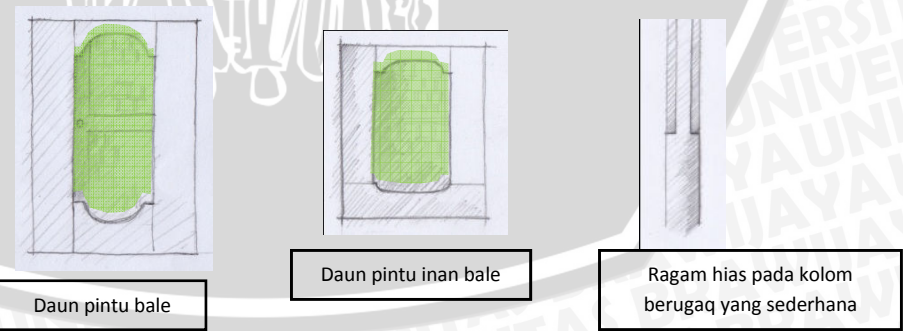 Daun pintu bale
Daun pintu inan bale
Ragam hias pada kolom
berugaq yang sederhana